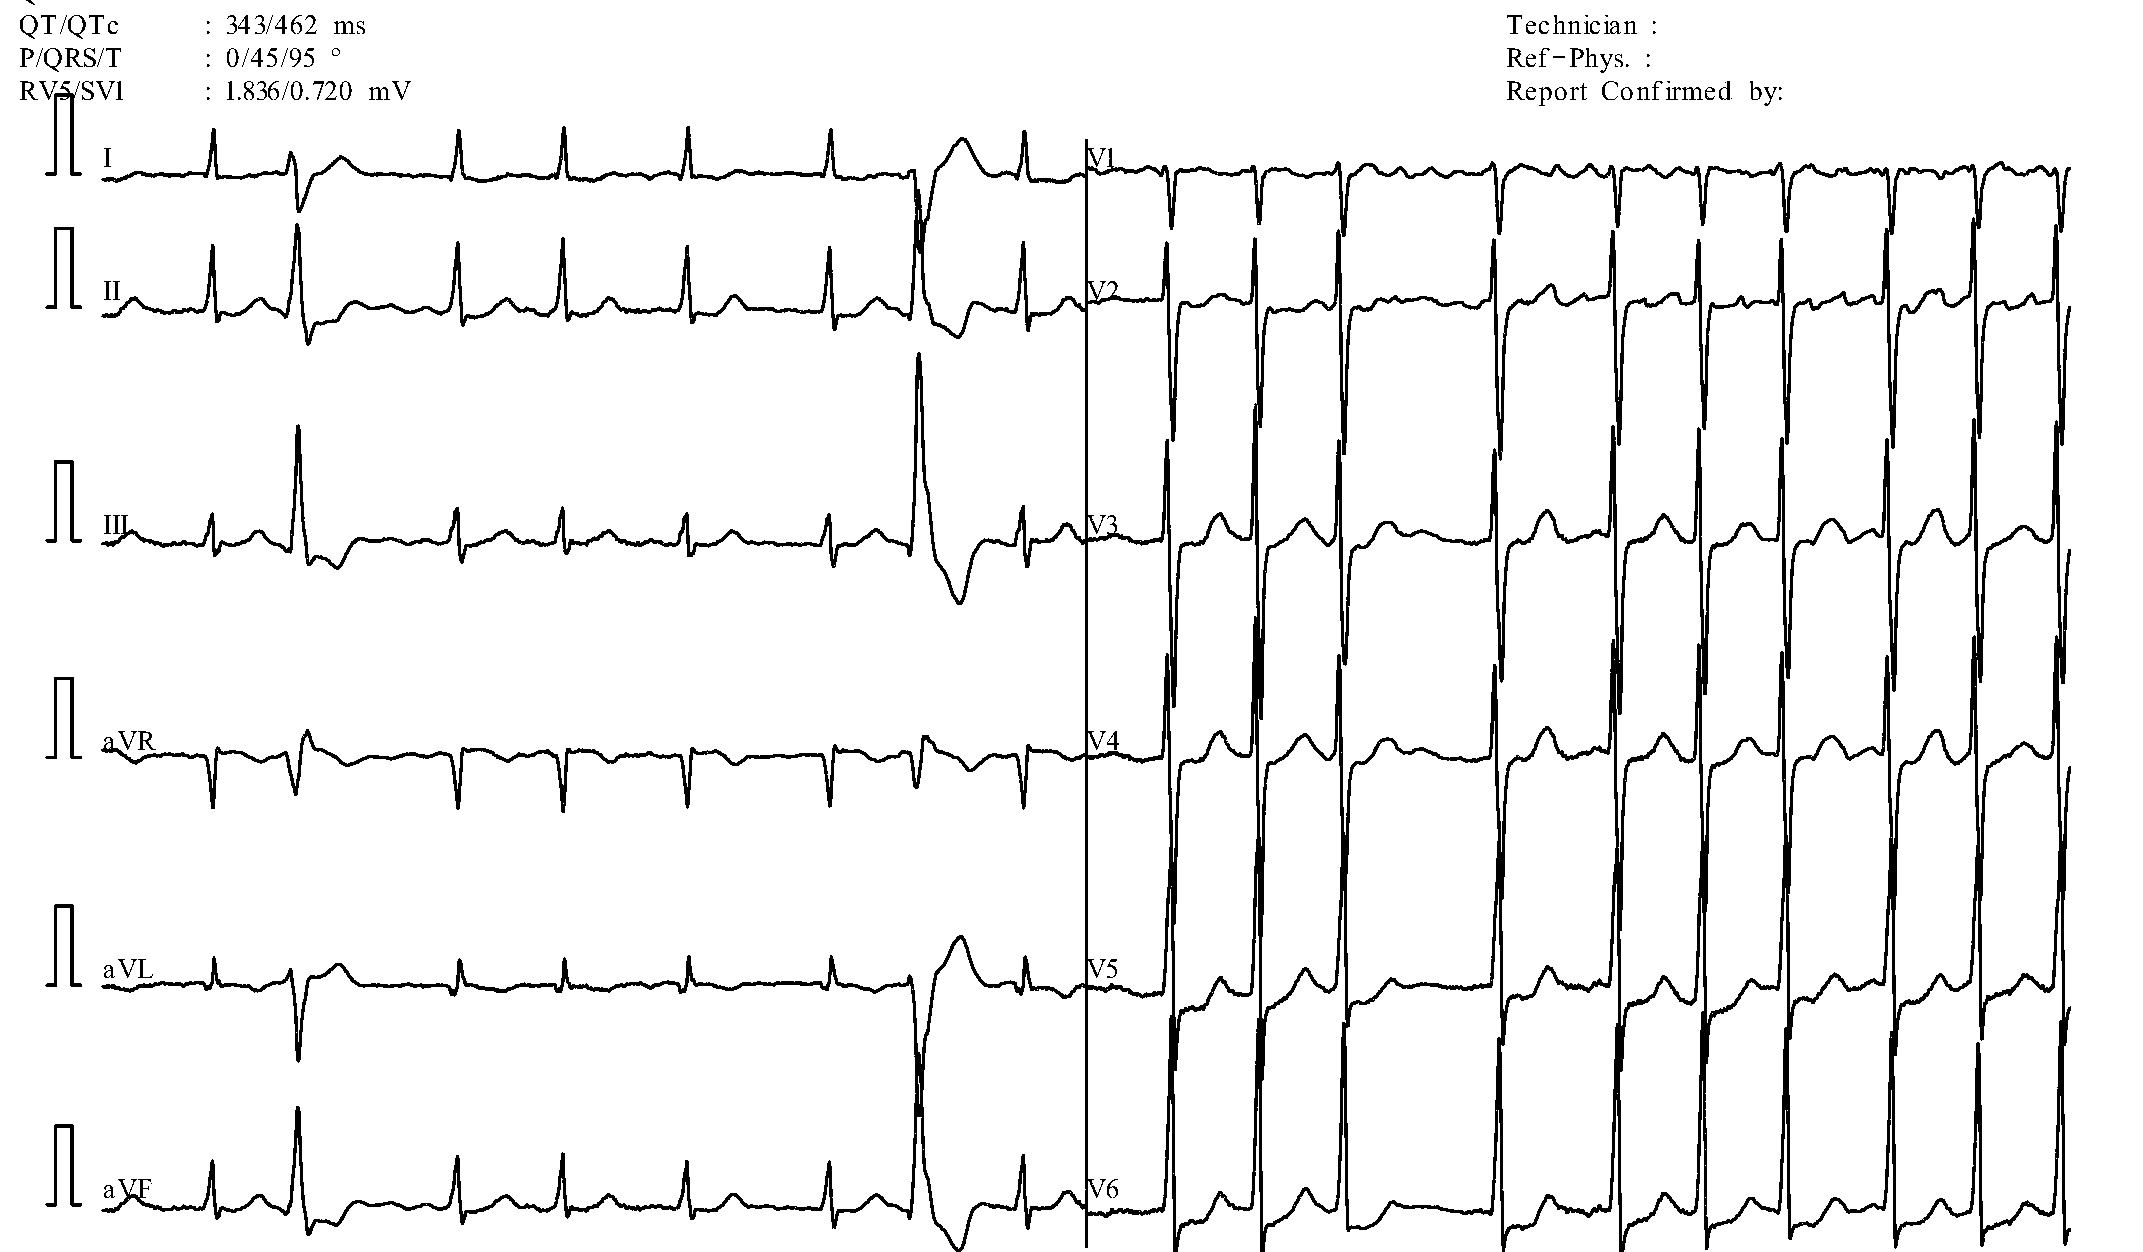 QT/QTc : 343/462 ms
P/QRS/T : 0/45/95 °
RV5/SV1 : 1.836/0.720 mV
Technician :
Ref-Phys. :
Report Confirmed by:
I
II
III
aVR
aVL
aVF
V1
V2
V3
V4
V5
V6